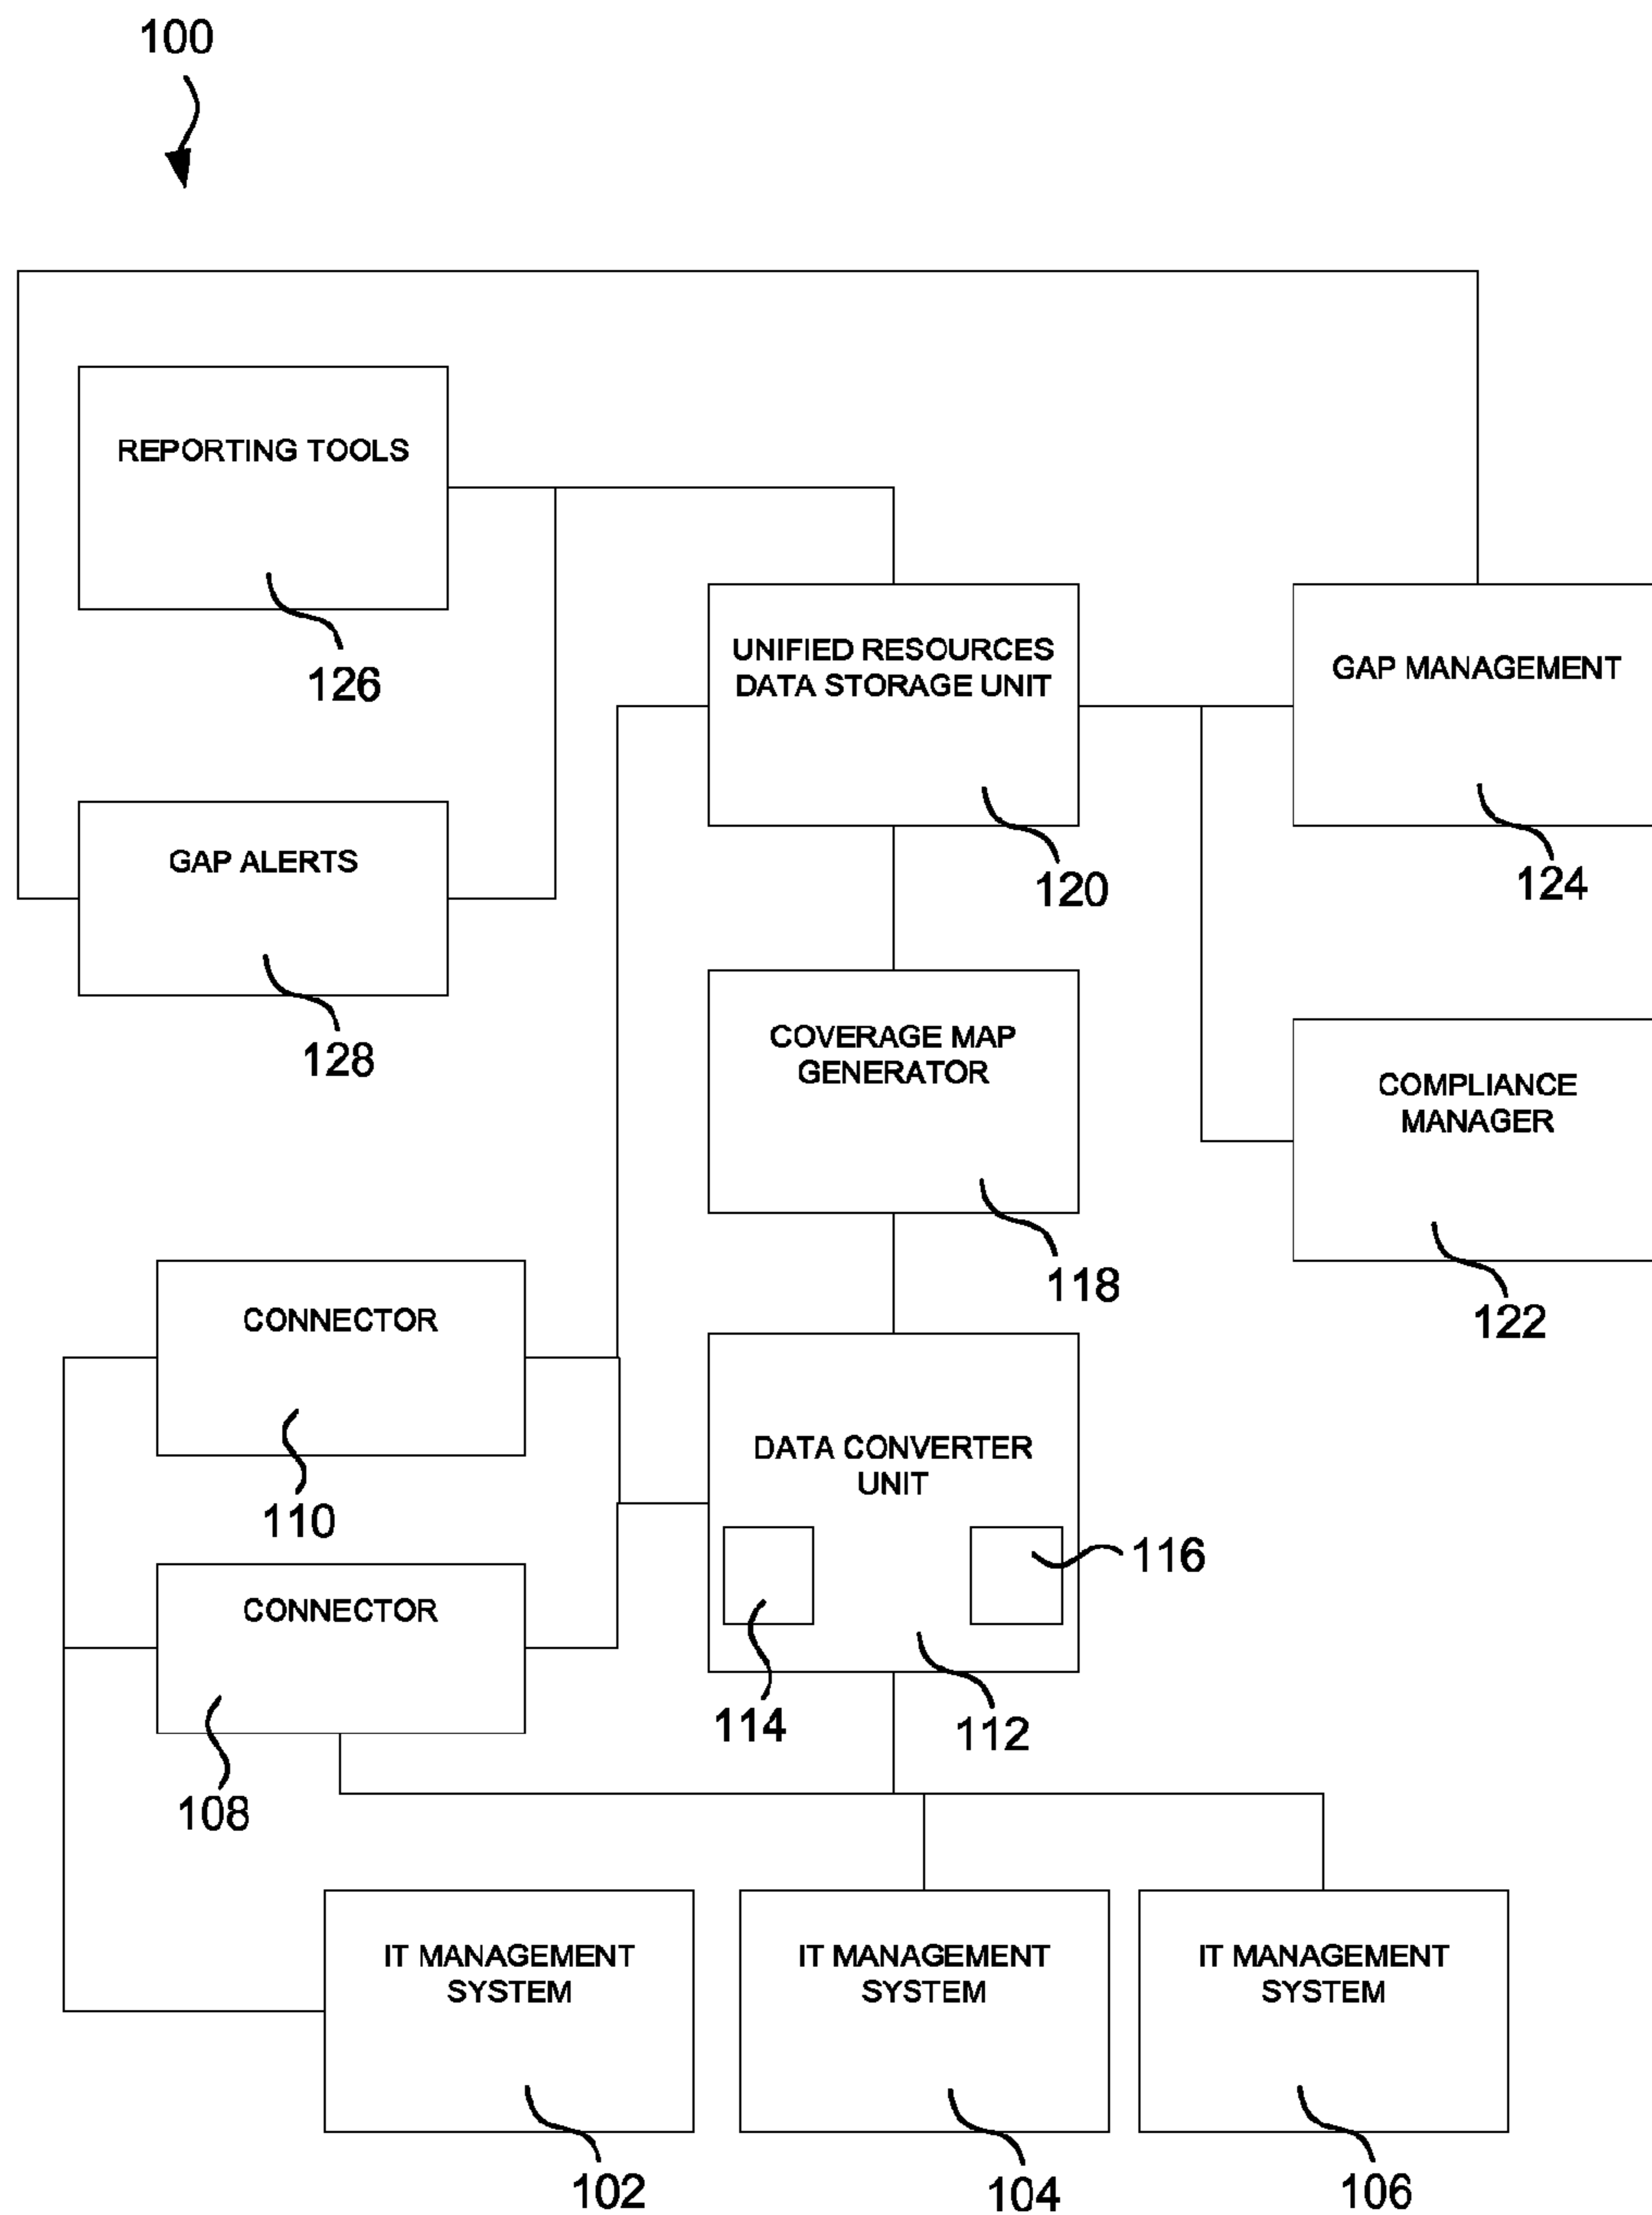 100
REPORTING TOOLS
126
UNIFIED RESOURCES
DATA STORAGE UNIT
120
GAP MANAGEMENT
124
GAP ALERTS
128
COVERAGE MAP
GENERATOR
118
COMPLIANCE
MANAGER
122
CONNECTOR
110
DATA CONVERTER
UNIT
116
114
112
CONNECTOR
108
IT MANAGEMENT
SYSTEM
102
IT MANAGEMENT
SYSTEM
104
IT MANAGEMENT
SYSTEM
106